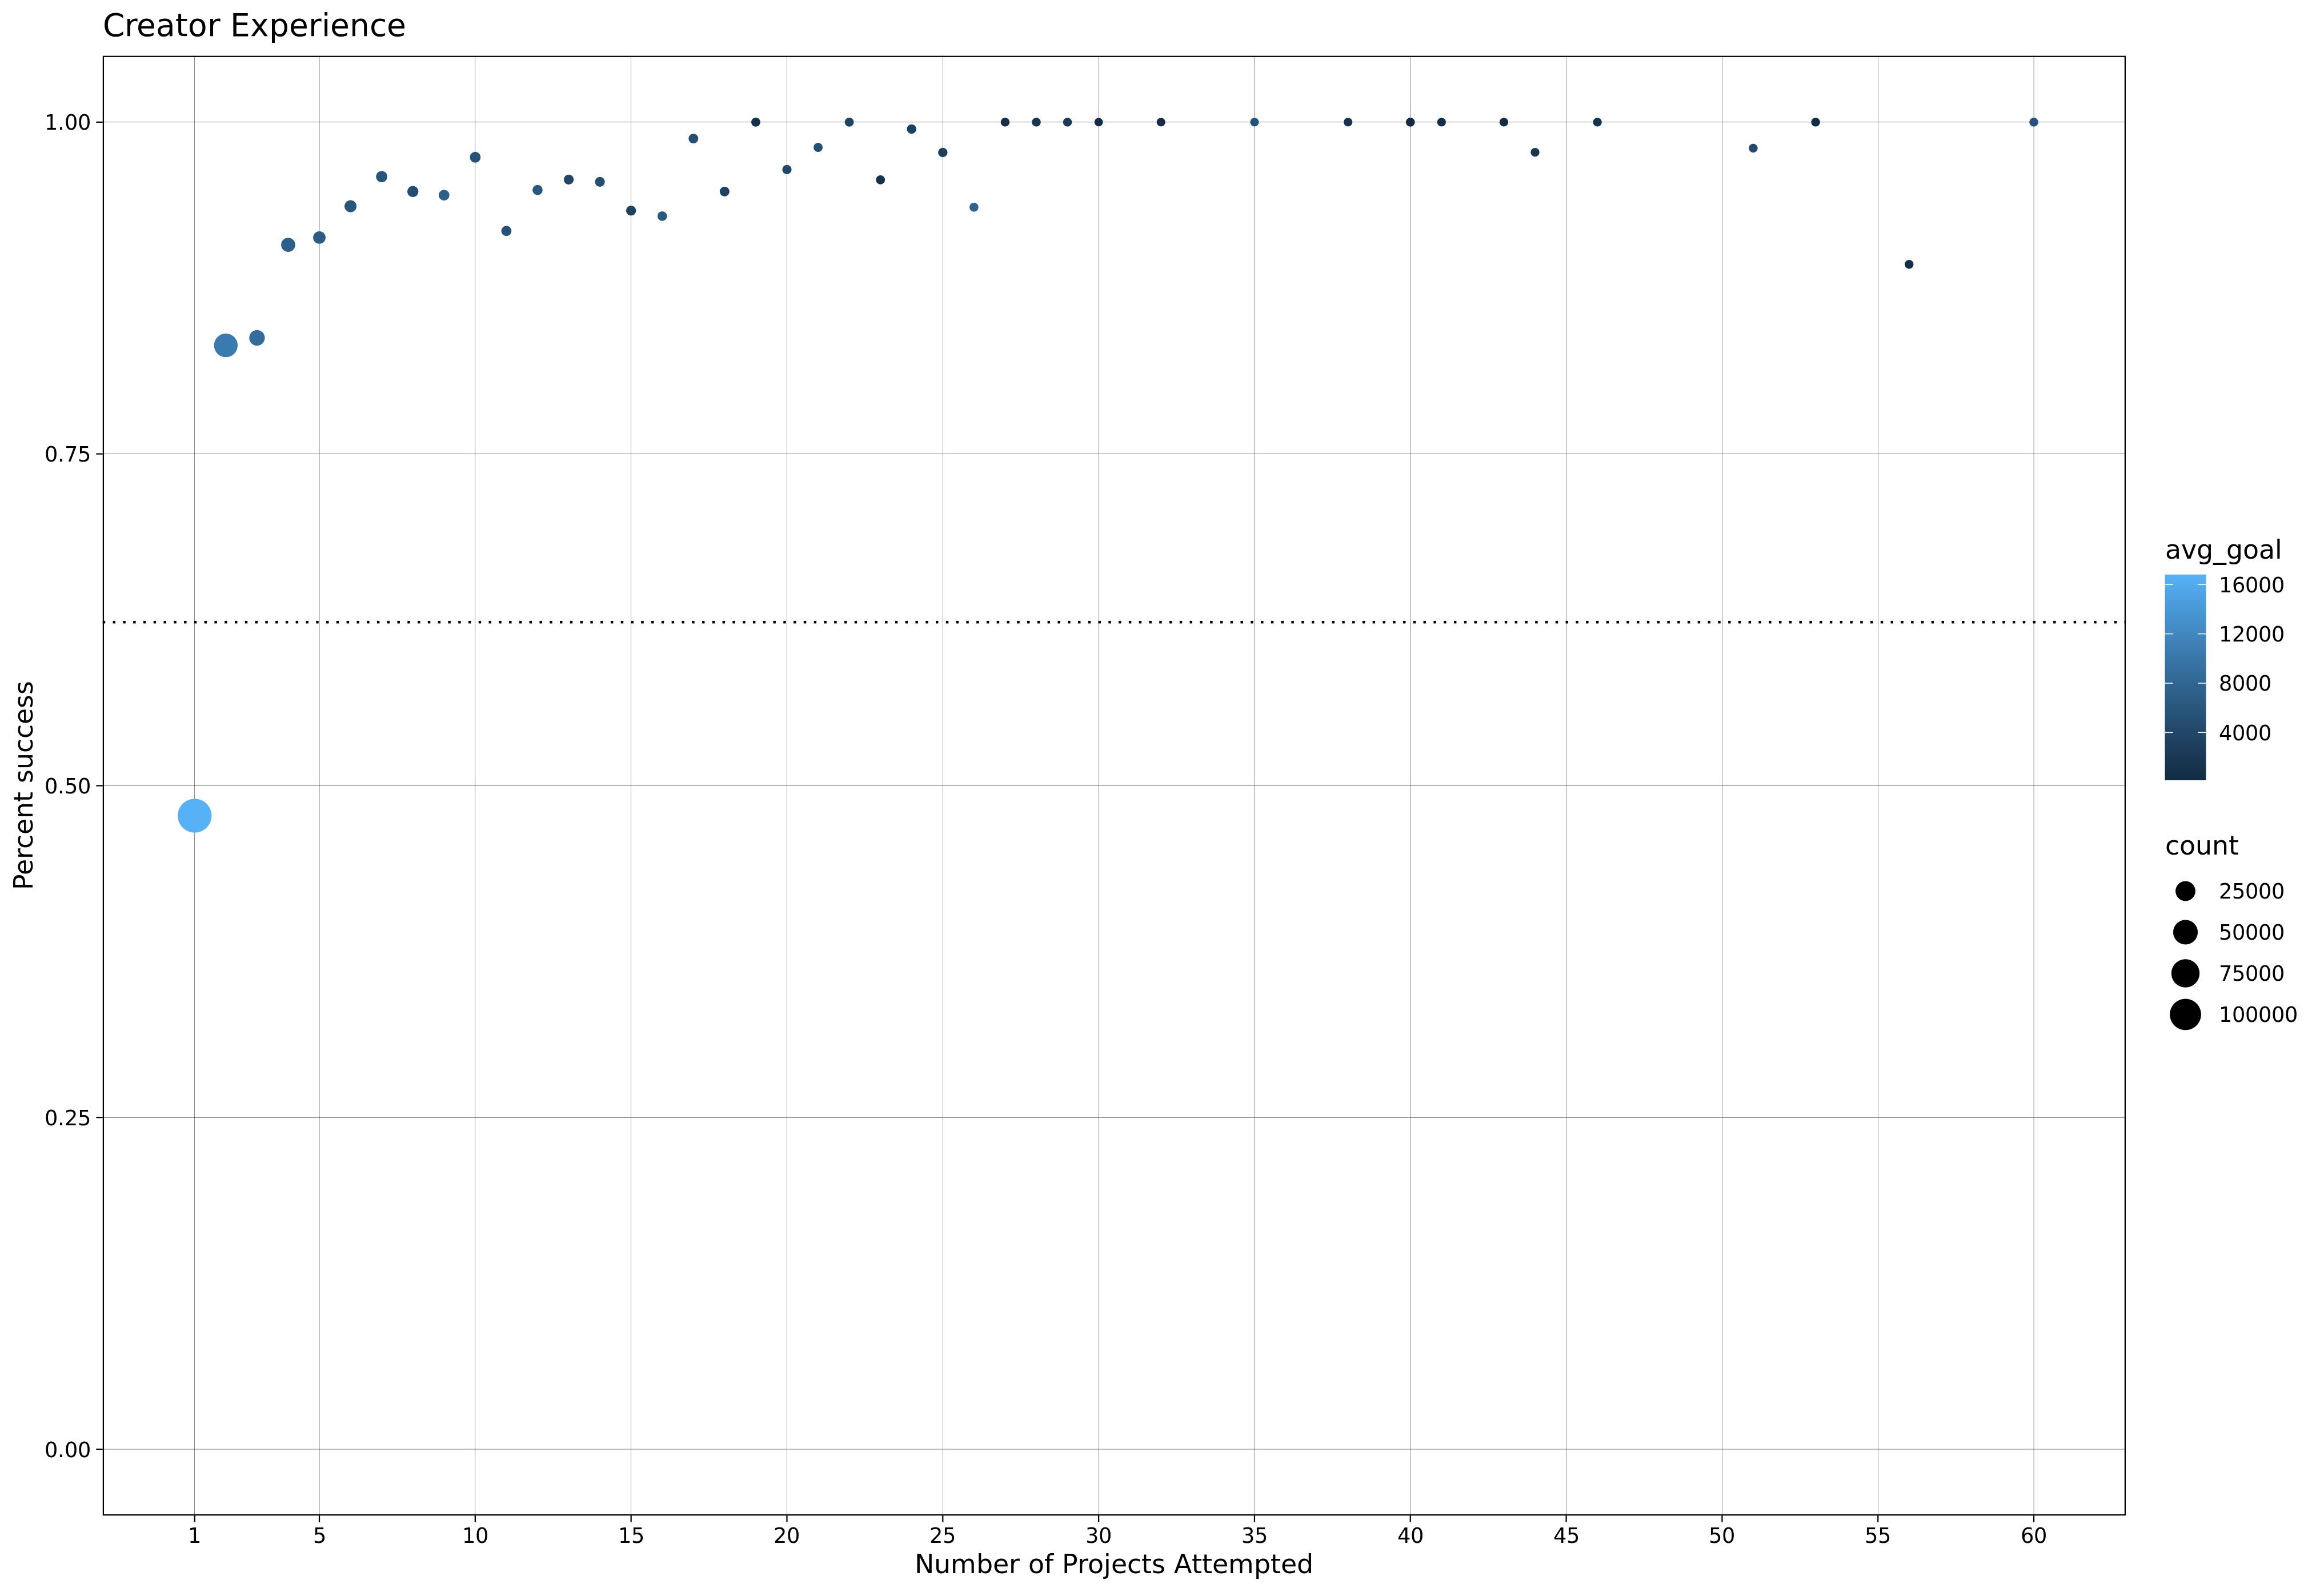 Creator Experience
1.00
0.75
0.50
0.25
0.00
Percent success
1 5 10 15 20 25 30 35 40 45 50 55 60
Number of Projects Attempted
avg_goal
16000
12000
8000
4000
count
25000
50000
75000
100000